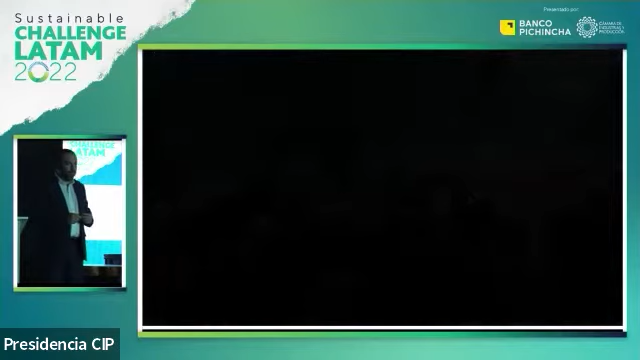 Sustainable
CHALLENGE
LATAM
2022
Presentado por:
BANCO
PICHINCHA
CÁMARA DE
INDUSTRIAS Y
PRODUCCIÓN
CHALLENGE
LATAM
Presidencia CIP